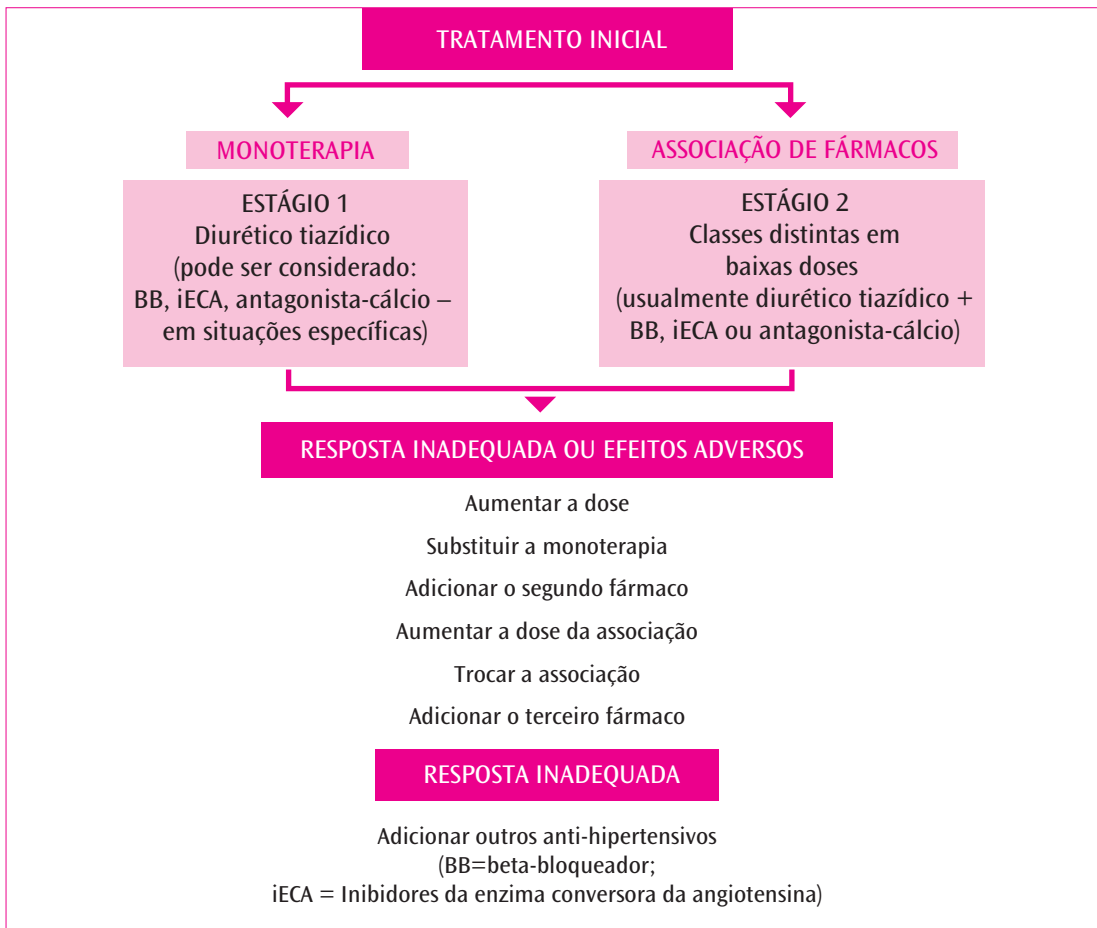 TRATAMENTO INICIAL
MONOTERAPIA
ESTÁGIO 1
Diurético tiazídico
(pode ser considerado:
BB, iECA, antagonista-cálcio –
em situações específicas)
ASSOCIAÇÃO DE FÁRMACOS
ESTÁGIO 2
Classes distintas em
baixas doses
(usualmente diurético tiazídico +
BB, iECA ou antagonista-cálcio)
RESPOSTA INADEQUADA OU EFEITOS ADVERSOS
Aumentar a dose
Substituir a monoterapia
Adicionar o segundo fármaco
Aumentar a dose da associação
Trocar a associação
Adicionar o terceiro fármaco
RESPOSTA INADEQUADA
Adicionar outros anti-hipertensivos
(BB=beta-bloqueador;
iECA = Inibidores da enzima conversora da angiotensina)